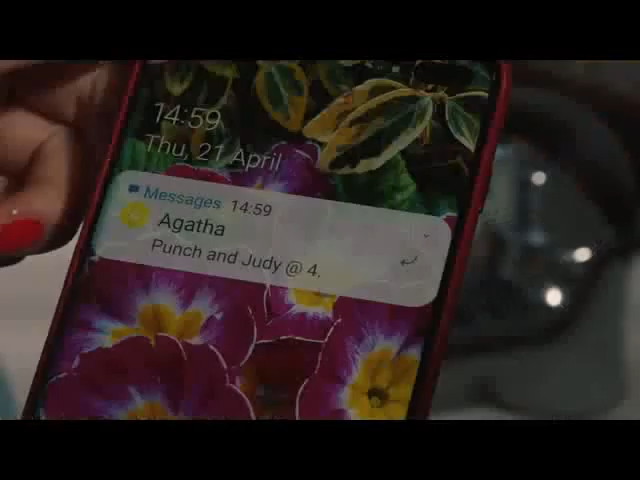 14:59
Thu, 21 April
Messages 14:59
Agatha
Punch and Judy @ 4.